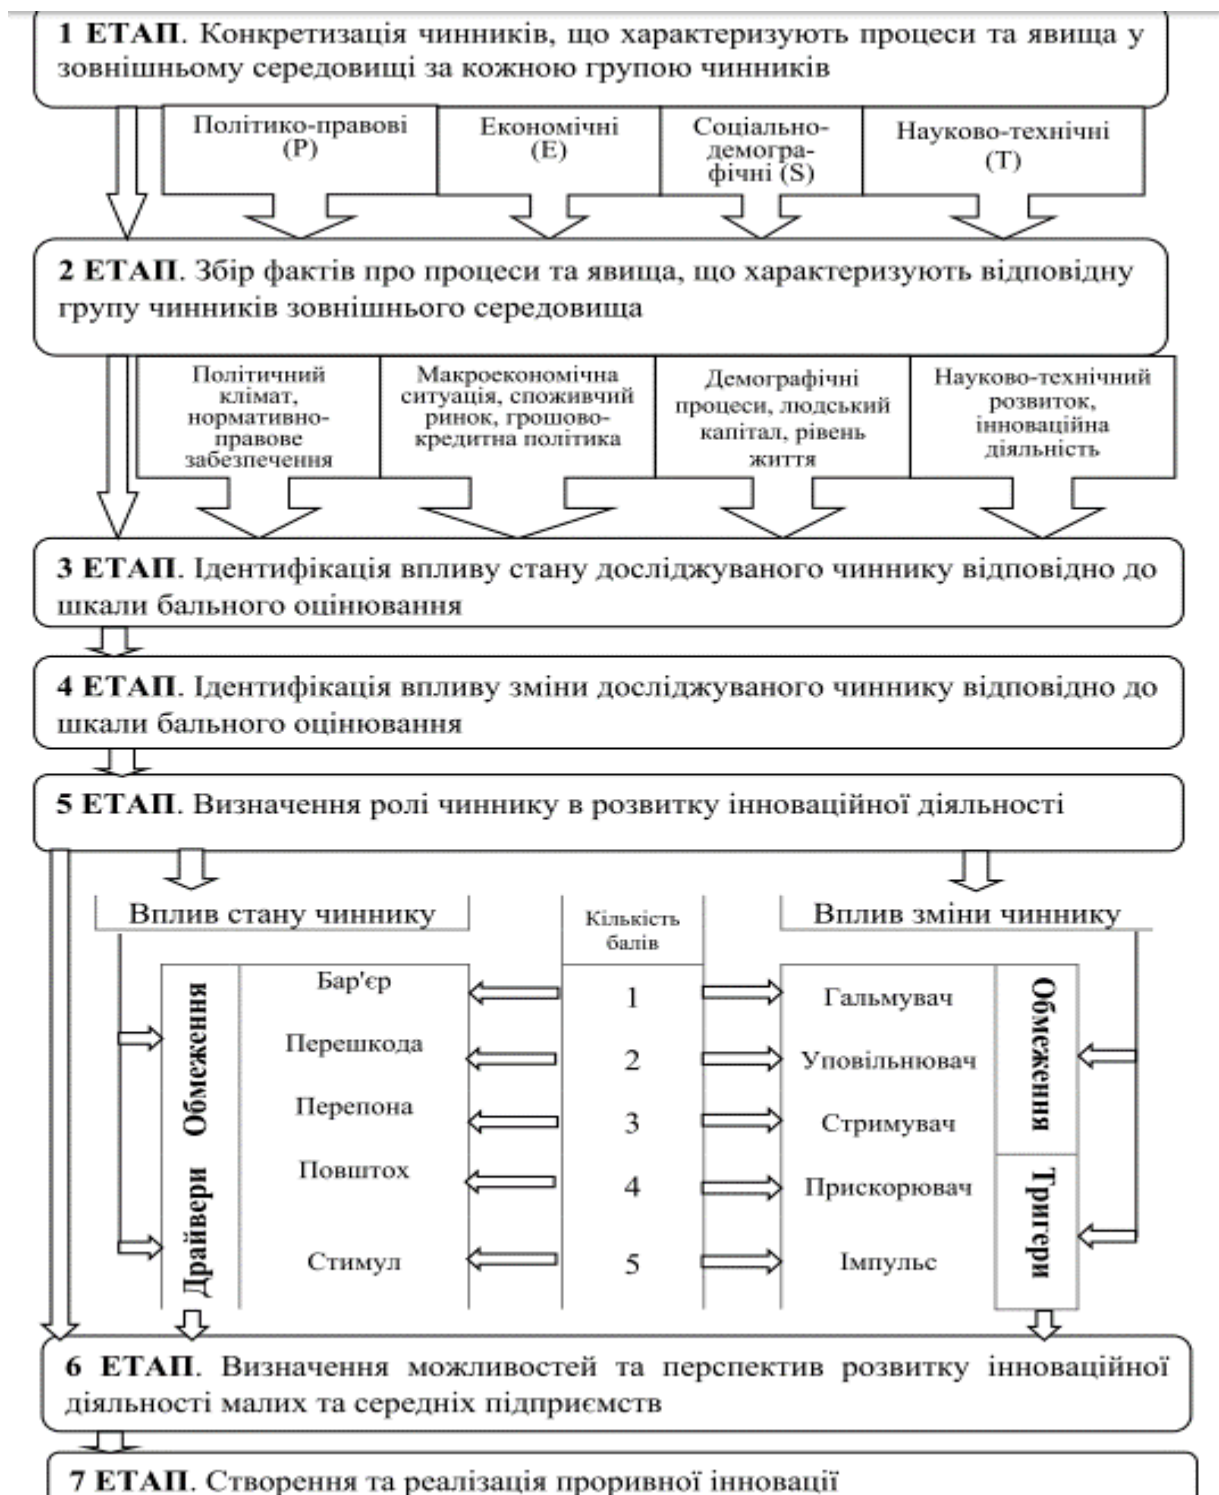 1 ЕТАП. Конкретизація чинників, що характеризують процеси та явища у
зовнішньому середовищі за кожною групою чинників
Політико-правові
(P)
Економічні
(E)
Соціально-
демогра-
фічні (S)
Науково-технічні
(T)
2 ЕТАП. Збір фактів про процеси та явища, що характеризують відповідну
групу чинників зовнішнього середовища
Політичний
клімат,
нормативно-
правове
забезпечення
Макроекономічна
ситуація, споживчий
ринок, грошово-
кредитна політика
Демографічні
процеси, людський
капітал, рівень
життя
Науково-технічний
розвиток,
інноваційна
діяльність
3 ЕТАП. Ідентифікація впливу стану досліджуваного чиннику відповідно до
шкали бального оцінювання
4 ЕТАП. Ідентифікація впливу зміни досліджуваного чиннику відповідно до
шкали бального оцінювання
5 ЕТАП. Визначення ролі чиннику в розвитку інноваційної діяльності
Вплив стану чиннику
Кількість
балів
Вплив зміни чиннику
Обмеження
Драйвери
Бар'єр
Перешкода
Перепона
Повштох
Стимул
1
2
3
4
5
Гальмувач
Уповільнювач
Стримувач
Прискорювач
Імпульс
Обмеження
Тригери
6 ЕТАП. Визначення можливостей та перспектив розвитку інноваційної
діяльності малих та середніх підприємств
7 ЕТАП. Створення та реалізація проривної інновації